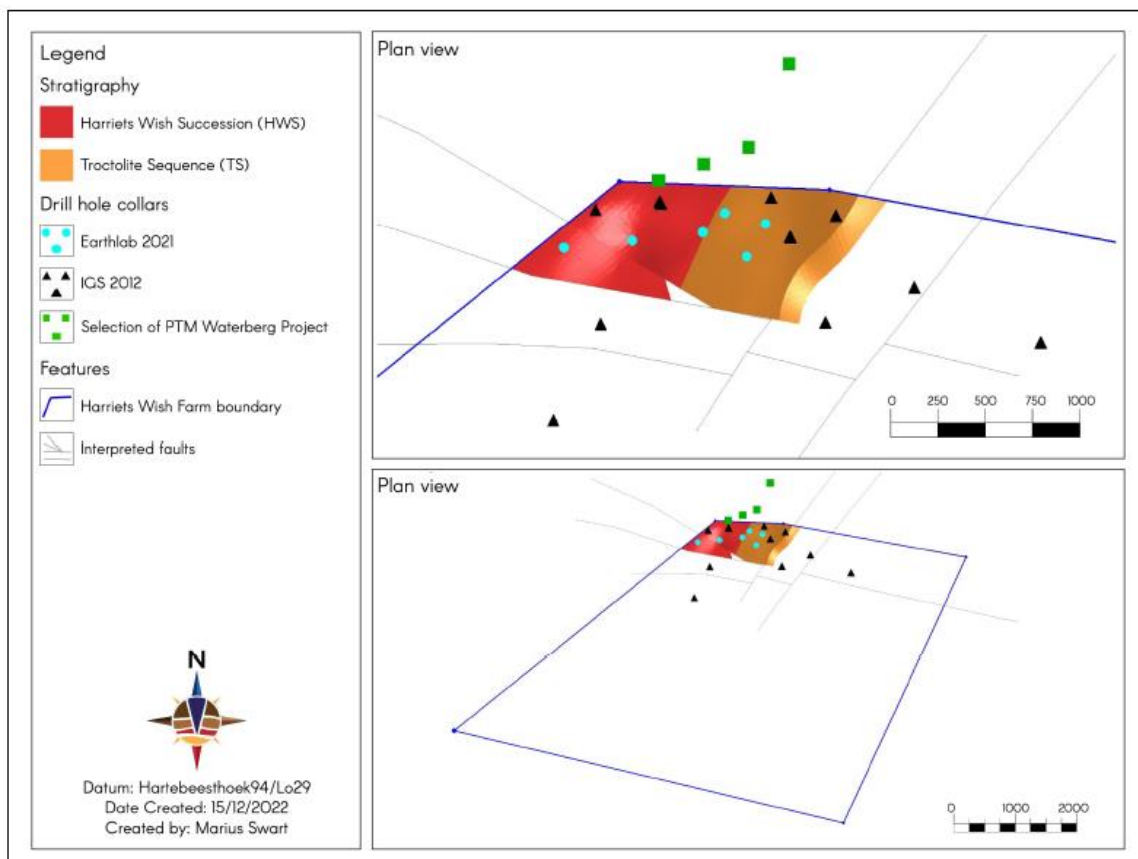 Legend
Stratigraphy
Harriets Wish Succession (HWS)
Troctolite Sequence (TS)
Drill hole collars
Earthlab 2021
IGS 2012
Selection of PTM Waterberg Project
Features
Harriets Wish Farm boundary
Interpreted faults
N
Datum: Hartebeesthoek94/Lo29
Date Created: 15/12/2022
Created by: Marius Swart
Plan view
0 250 500 750 1000
Plan view
0 1000 2000